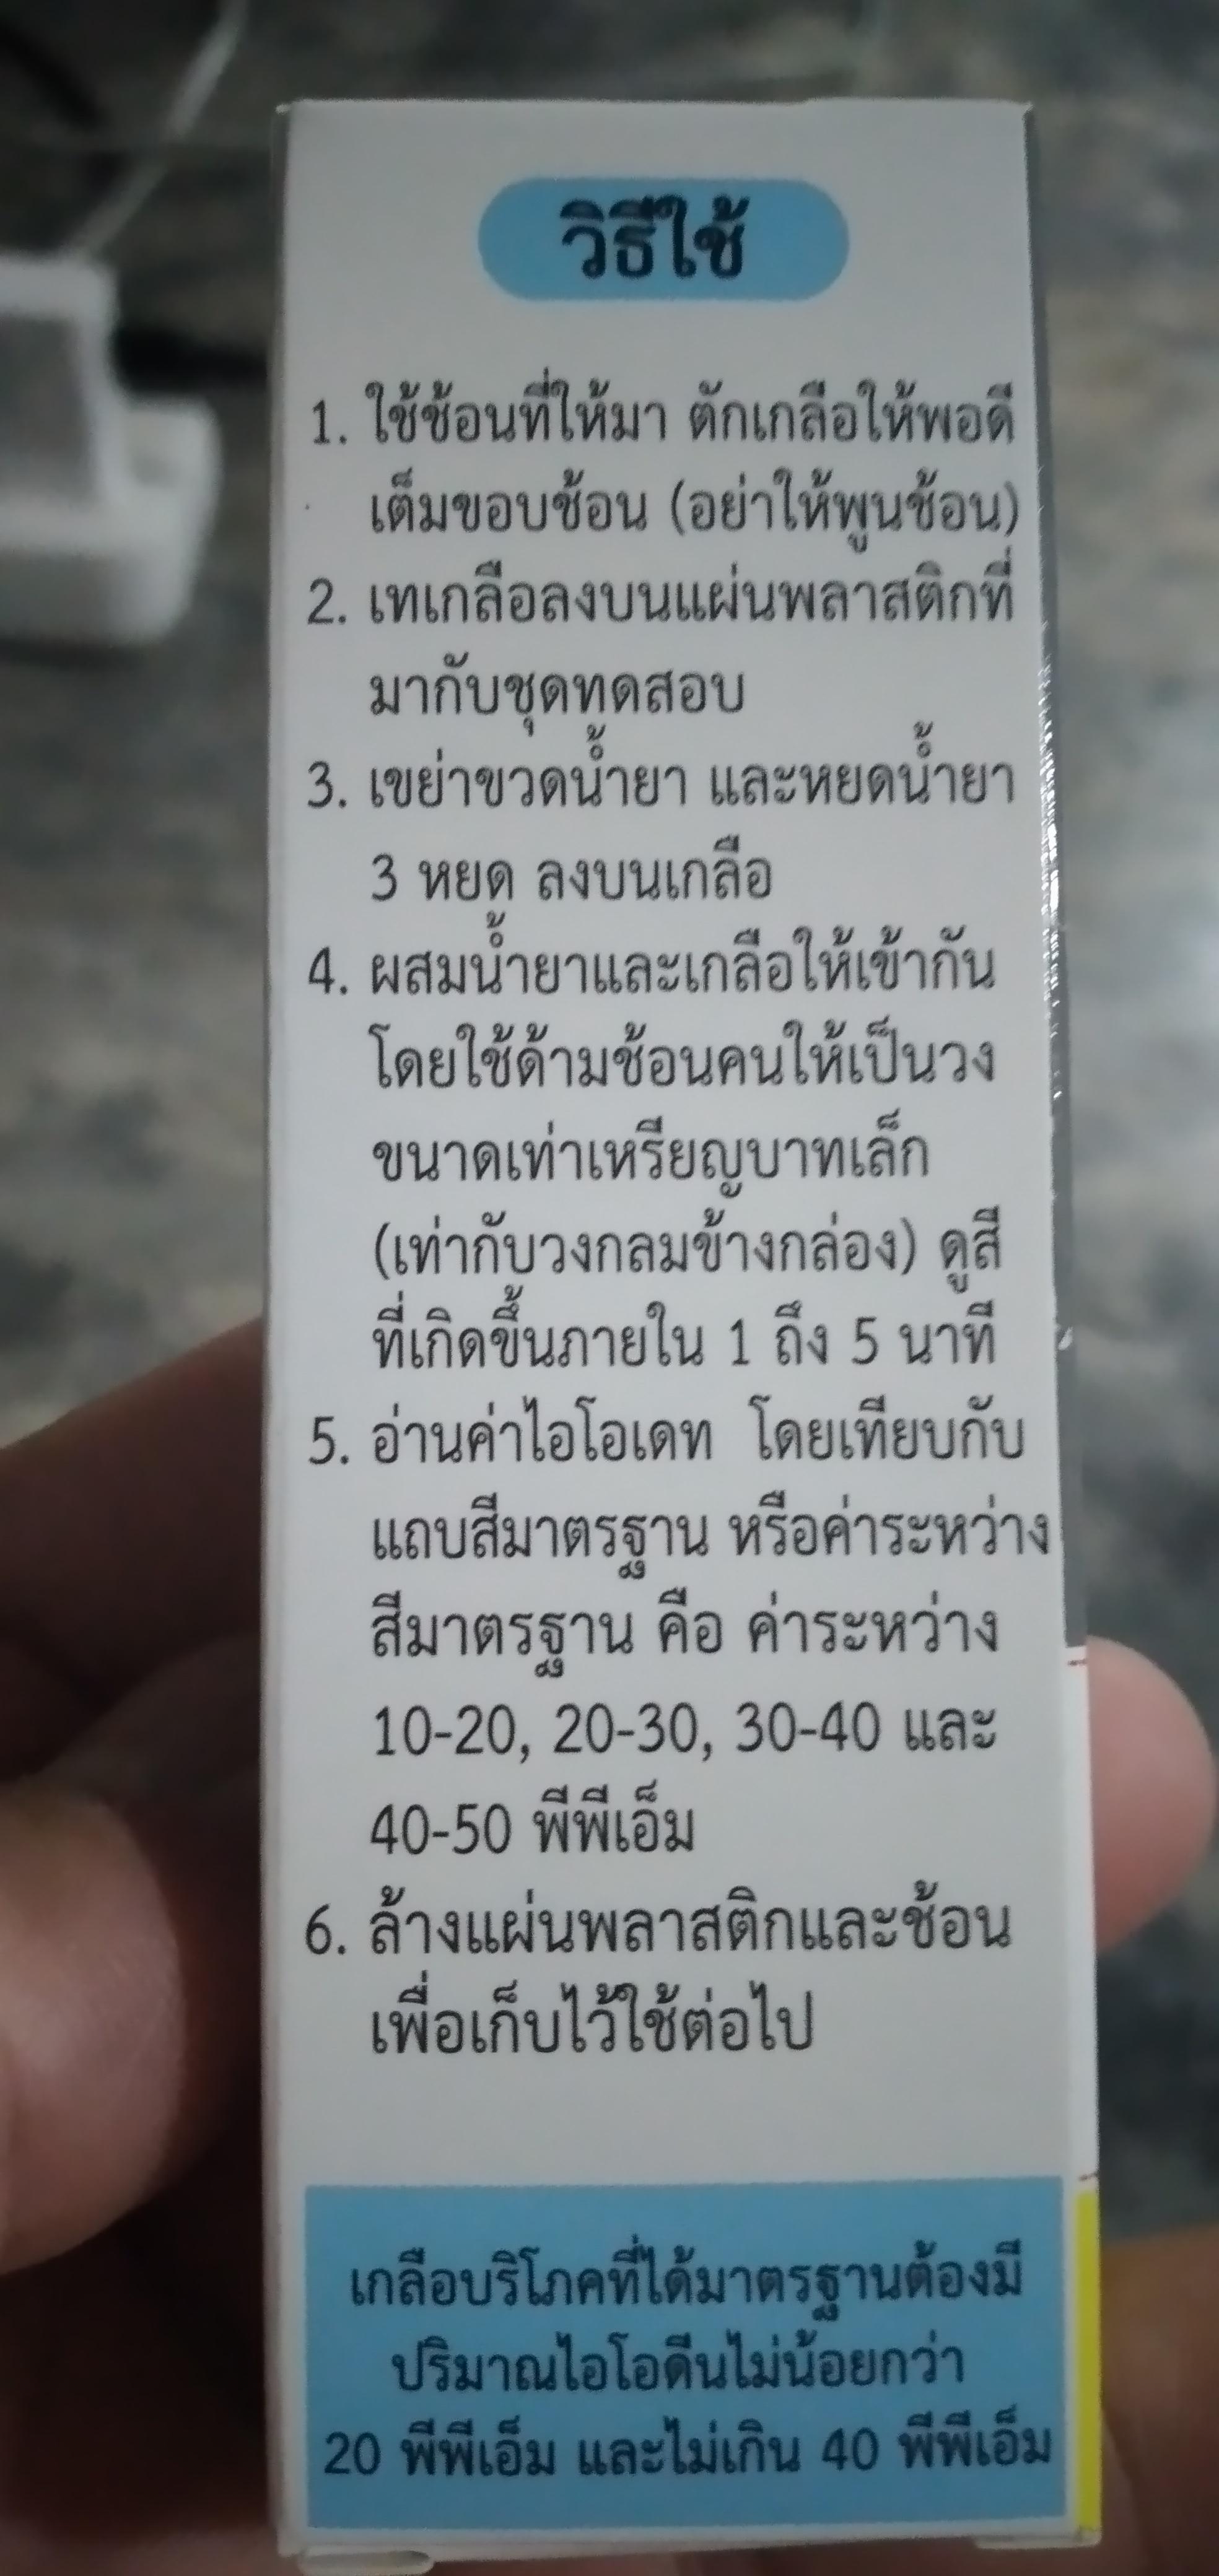 วิธีใช้
1. ใช้ช้อนที่ให้มา ตักเกลือให้พอดี
เต็มขอบช้อน (อย่าให้พูนช้อน)
2. เทเกลือลงบนแผ่นพลาสติกที่
มากับชุดทดสอบ
3. เขย่าขวดน้ำยา และหยดน้ำยา
3 หยด ลงบนเกลือ
4. ผสมน้ำยาและเกลือให้เข้ากัน
โดยใช้ด้ามช้อนคนให้เป็นวง
ขนาดเท่าเหรียญบาทเล็ก
(เท่ากับวงกลมข้างกล่อง) ดูสี
ที่เกิดขึ้นภายใน 1 ถึง 5 นาที
5. อ่านค่าไอโอเดท โดยเทียบกับ
แถบสีมาตรฐาน หรือค่าระหว่าง
สีมาตรฐาน คือ ค่าระหว่าง
10-20, 20-30, 30-40 และ
40-50 พีพีเอ็ม
6. ล้างแผ่นพลาสติกและช้อน
เพื่อเก็บไว้ใช้ต่อไป
เกลือบริโภคที่ได้มาตรฐานต้องมี
ปริมาณไอโอดีนไม่น้อยกว่า
20 พีพีเอ็ม และไม่เกิน 40 พีพีเอ็ม